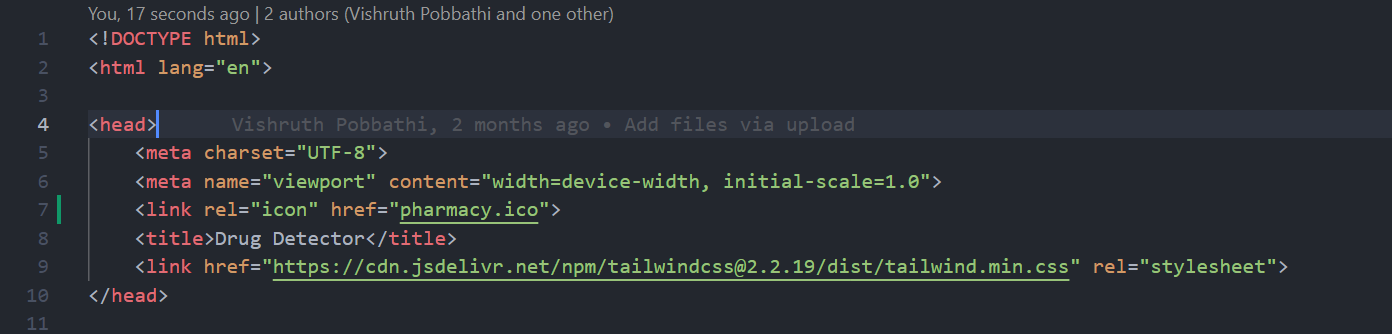 You, 17 seconds ago | 2 authors (Vishruth Pobbathi and one other)
1 <!DOCTYPE html>
2 <html lang="en">
3
4 <head> Vishruth Pobbathi, 2 months ago • Add files via upload
5 <meta charset="UTF-8">
6 <meta name="viewport" content="width=device-width, initial-scale=1.0">
7 <link rel="icon" href="pharmacy.ico">
8 <title>Drug Detector</title>
9 <link href="https://cdn.jsdelivr.net/npm/tailwindcss@2.2.19/dist/tailwind.min.css" rel="stylesheet">
10 </head>
11